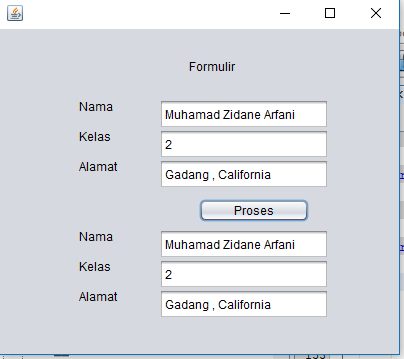 Formulir
Nama Muhamad Zidane Arfani
Kelas 2
Alamat Gadang , California
Proses
Nama Muhamad Zidane Arfani
Kelas 2
Alamat Gadang , California